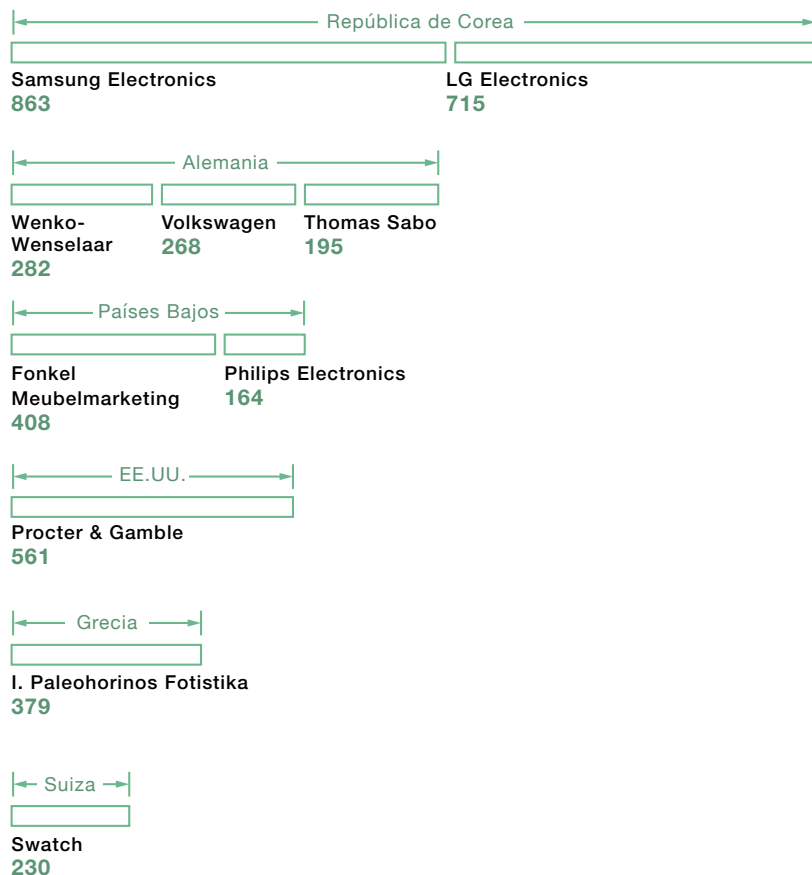 República de Corea
Samsung Electronics
863
LG Electronics
715
Alemania
Wenko-
Wenselaar
282
Volkswagen
268
Thomas Sabo
195
Países Bajos
Fonkel
Meubelmarketing
408
Philips Electronics
164
EE.UU.
Procter & Gamble
561
Grecia
I. Paleohorinos Fotistika
379
Suiza
Swatch
230